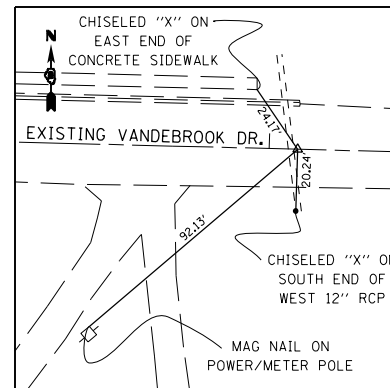 CHISELED "X" ON
EAST END OF
CONCRETE SIDEWALK
N
24.17'
EXISTING VANDEBROOK DR.
20.24'
92.13'
CHISELED "X" O
SOUTH END OF
WEST 12" RCP
MAG NAIL ON
POWER/METER POLE